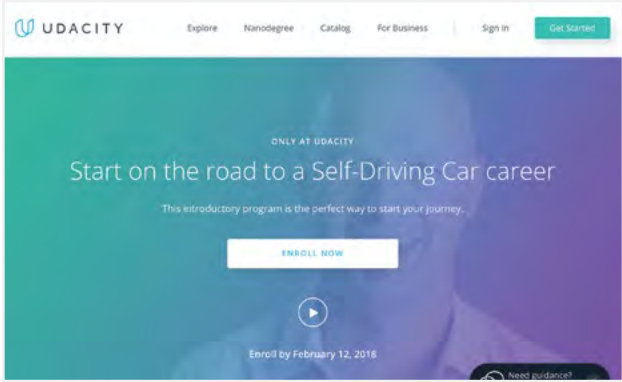 UDACITY Explore Nanodegree Catalog For Business Sign In Get Started
ONLY AT UDACITY
Start on the road to a Self-Driving Car career
This introductory program is the perfect way to start your journey.
ENROLL NOW
Enroll by February 12, 2018
Need guidance?